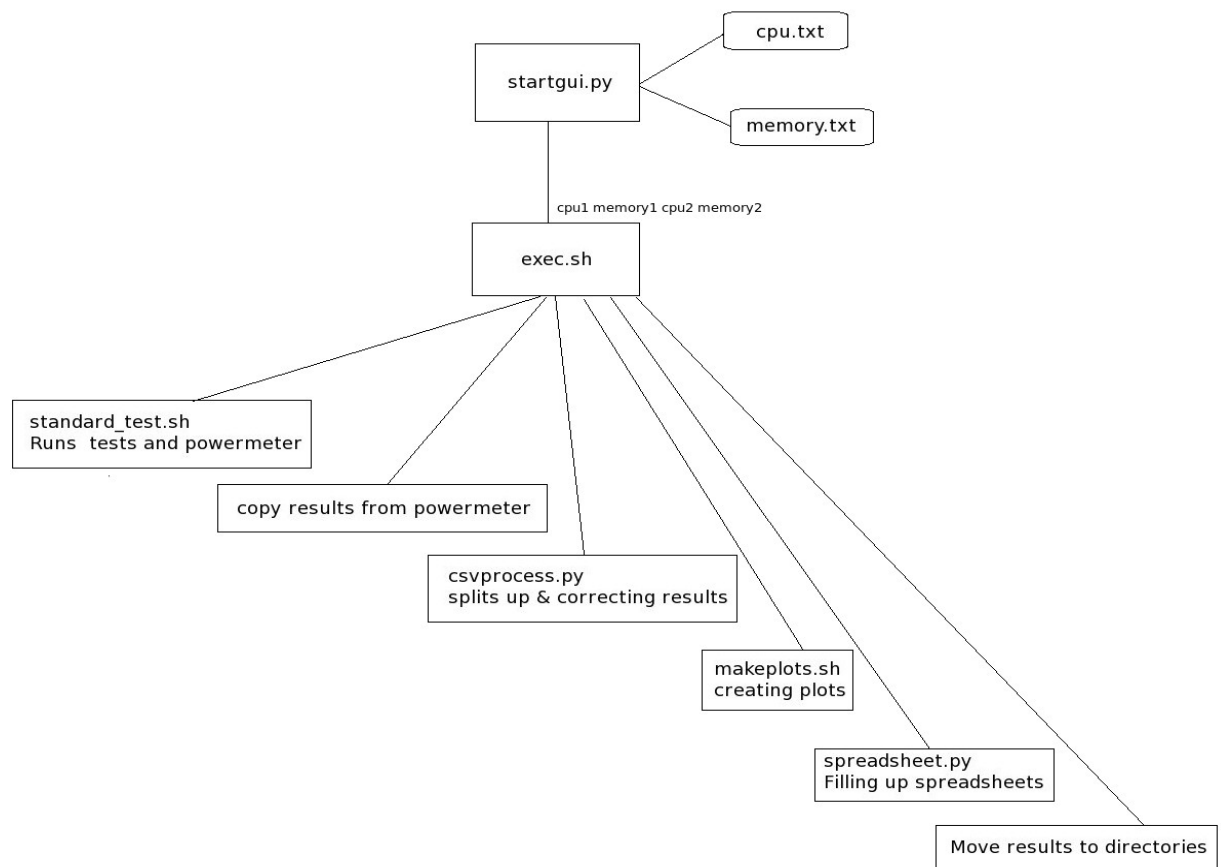 cpu.txt
startgui.py
memory.txt
cpu1 memory1 cpu2 memory2
exec.sh
standard_test.sh
Runs tests and powermeter
copy results from powermeter
csvprocess.py
splits up & correcting results
makeplots.sh
creating plots
spreadsheet.py
Filling up spreadsheets
Move results to directories